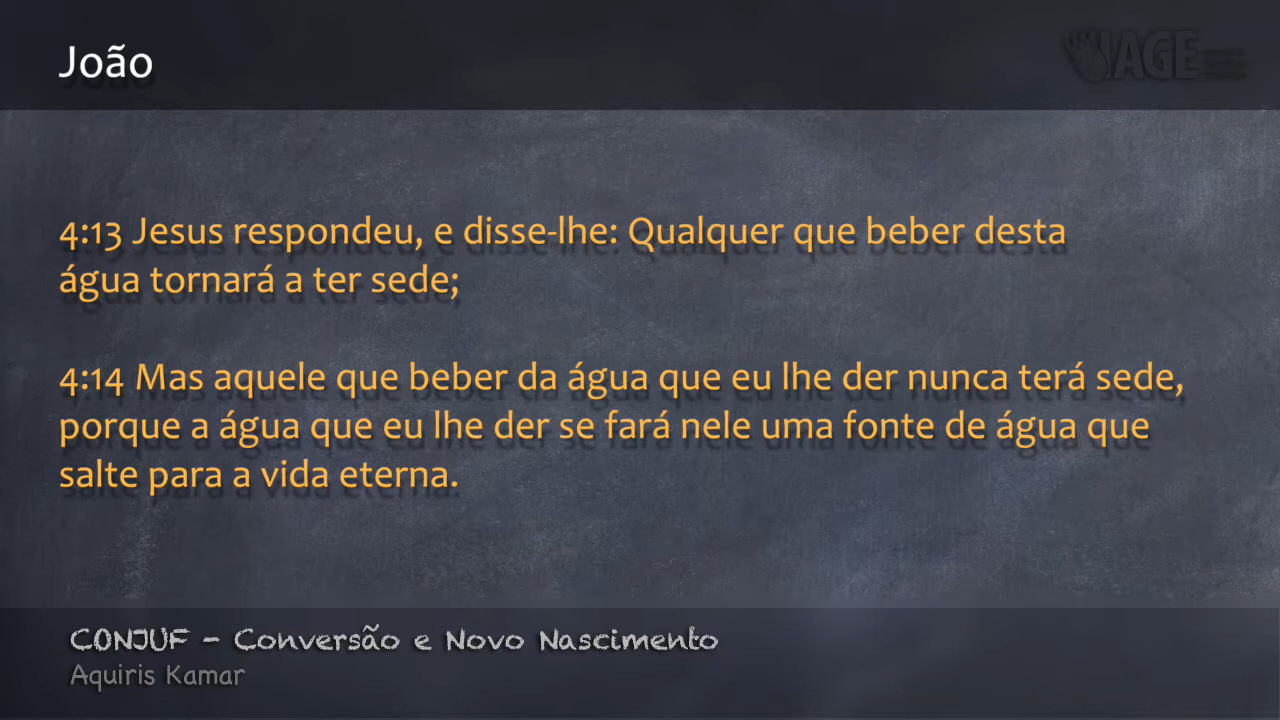 João
IAGE
4:13 Jesus respondeu, e disse-lhe: Qualquer que beber desta
água tornará a ter sede;
4:14 Mas aquele que beber da água que eu lhe der nunca terá sede,
porque a água que eu lhe der se fará nele uma fonte de água que
salte para a vida eterna.
CONJUF - Conversão e Novo Nascimento
Aquiris Kamar